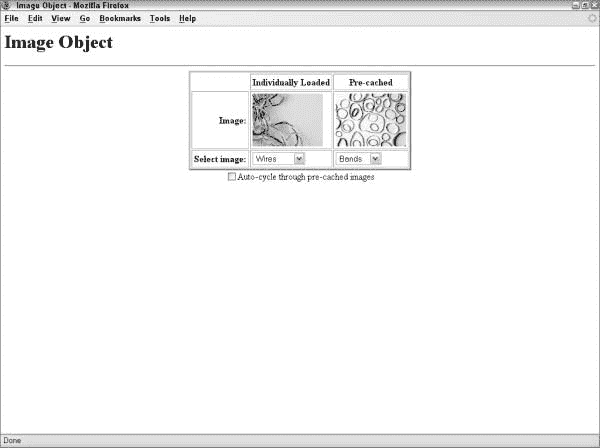 Image Object - Mozilla Firefox
File Edit View Go Bookmarks Tools Help
Image Object
Individually Loaded Pre-cached
Image:
Select image: Wires Bands
Auto-cycle through pre-cached images
Done